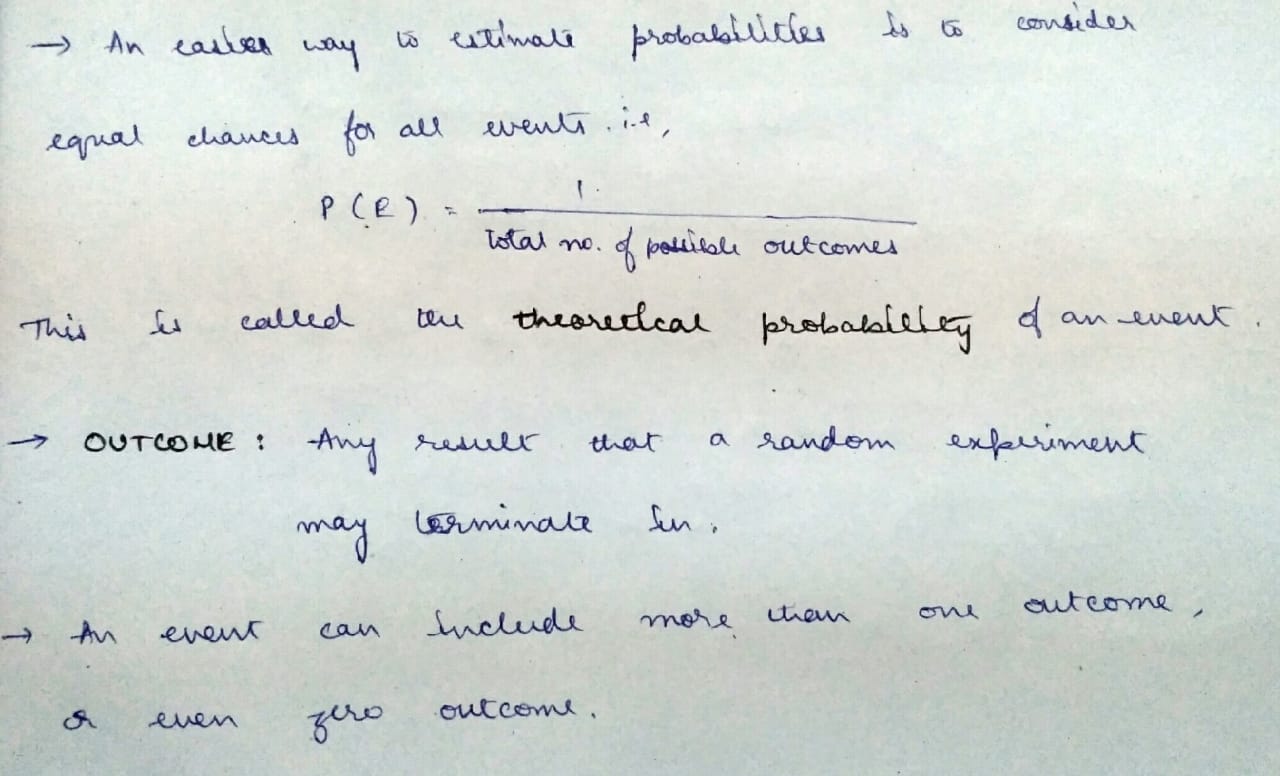 → An easier way to estimate probabilities is to consider
equal chances for all events. i.e,
P(E) = 1
Total no. of possible outcomes
This is called the theoretical probability of an event.
→ OUTCOME : Any result that a random experiment
may terminate in.
→ An event can include more than one outcome,
or even zero outcome.